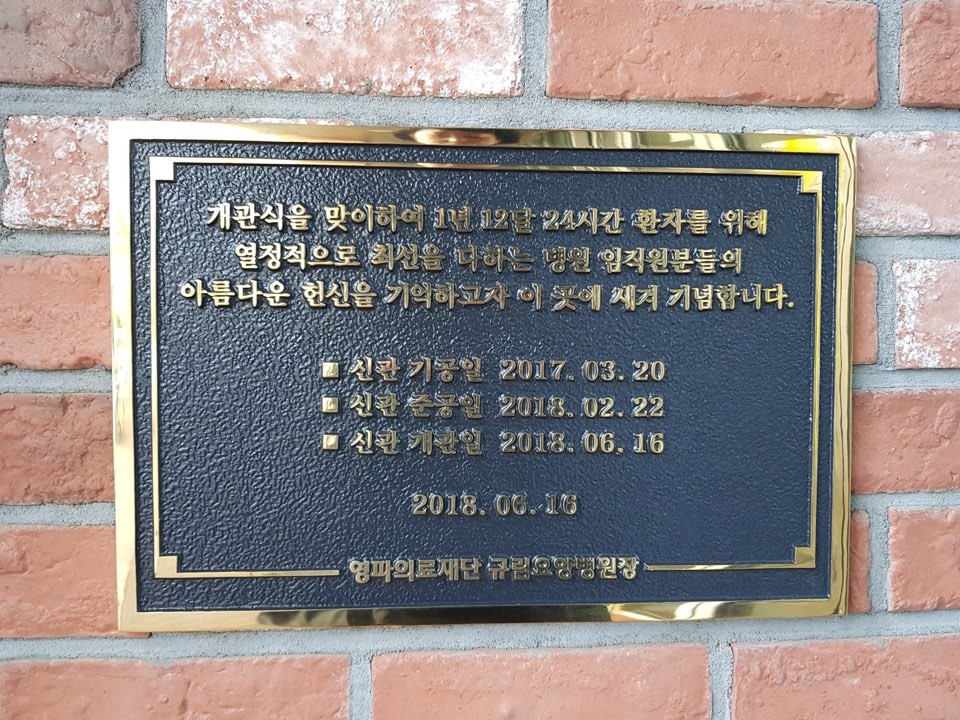 개관식을 맞이하여 1년 12달 24시간 환자를 위해
열정적으로 최선을 다하는 병원 임직원분들의
아름다운 헌신을 기억하고자 이 곳에 새겨 기념합니다.
■ 신관 기공일 2017. 03. 20
■ 신관 준공일 2018. 02. 22
■ 신관 개관일 2018. 06. 16
2018. 06. 16
영파의료재단 규림요양병원장